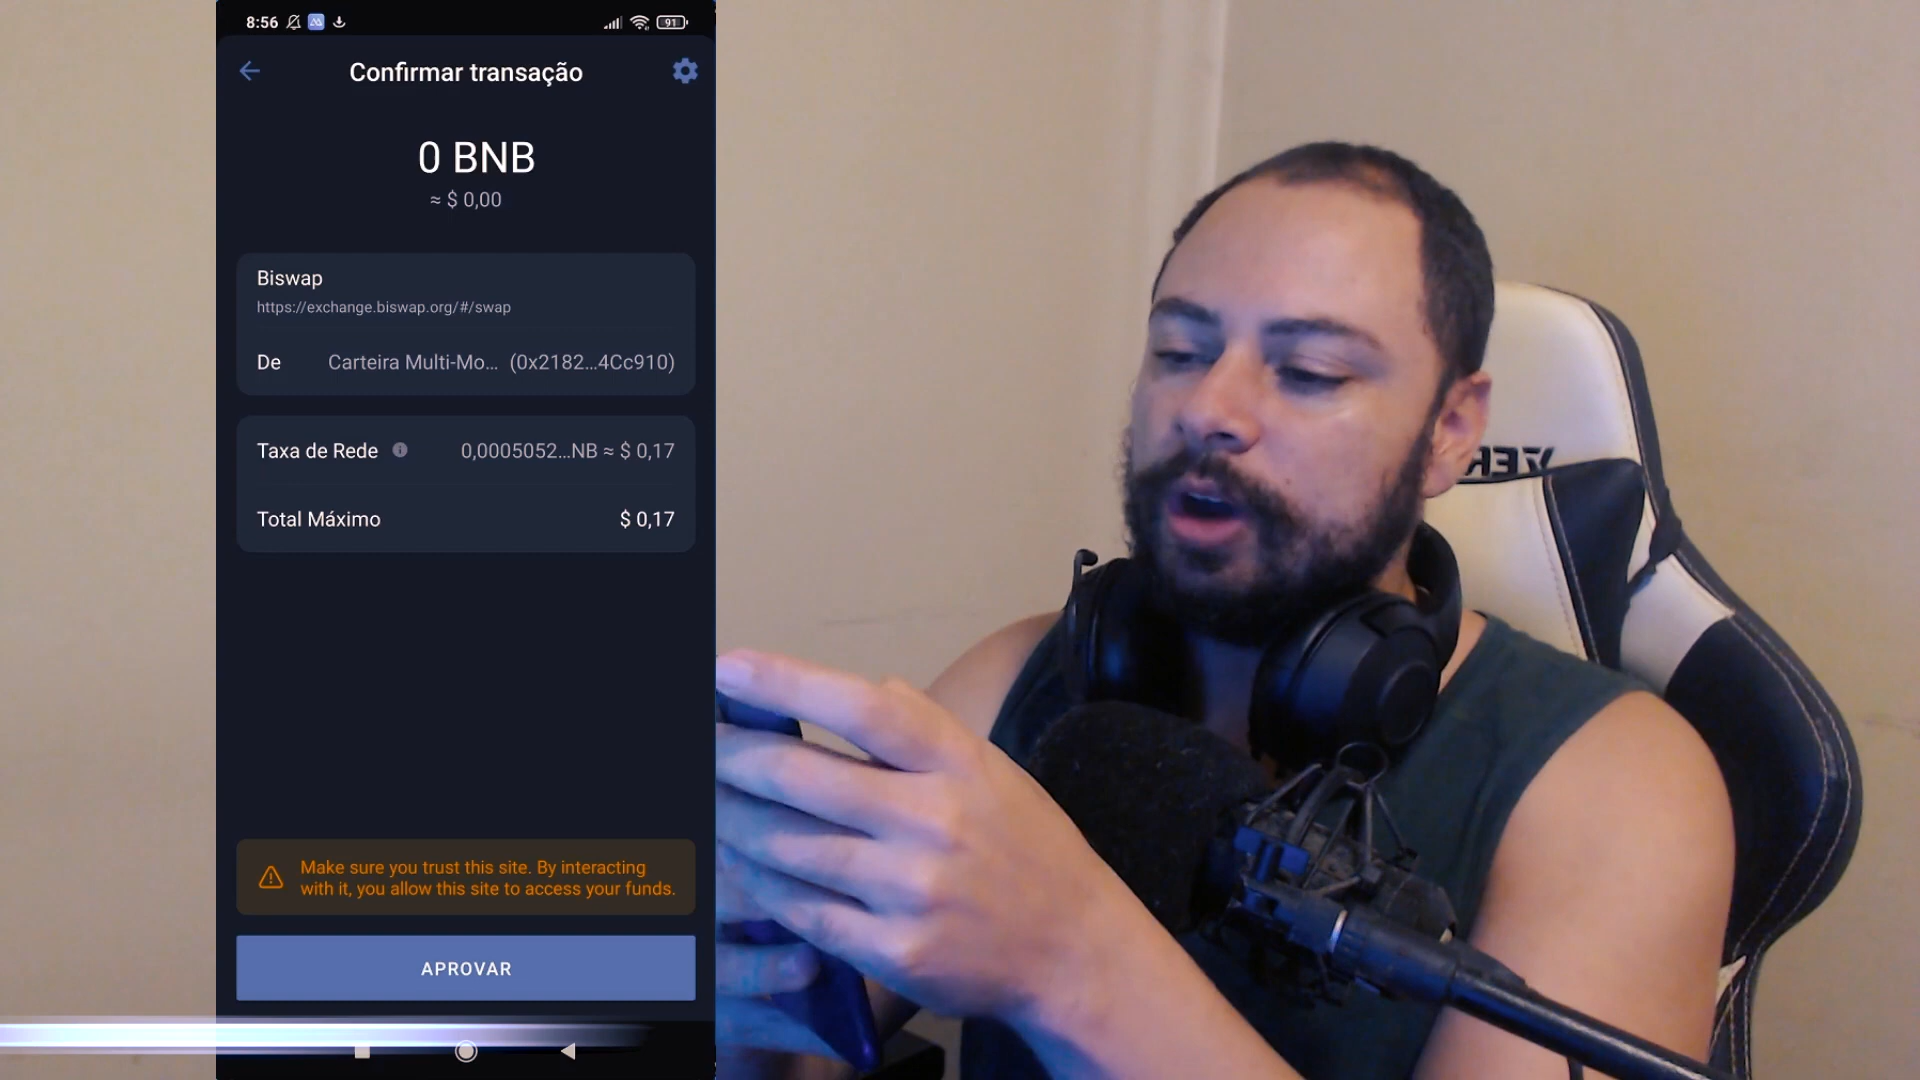 8:56
91
Confirmar transação
0 BNB
≈ $ 0,00
Biswap
https://exchange.biswap.org/#/swap
De Carteira Multi-Mo... (0x2182...4Cc910)
Taxa de Rede 0,0005052...NB ≈ $ 0,17
Total Máximo $ 0,17
Make sure you trust this site. By interacting
with it, you allow this site to access your funds.
APROVAR